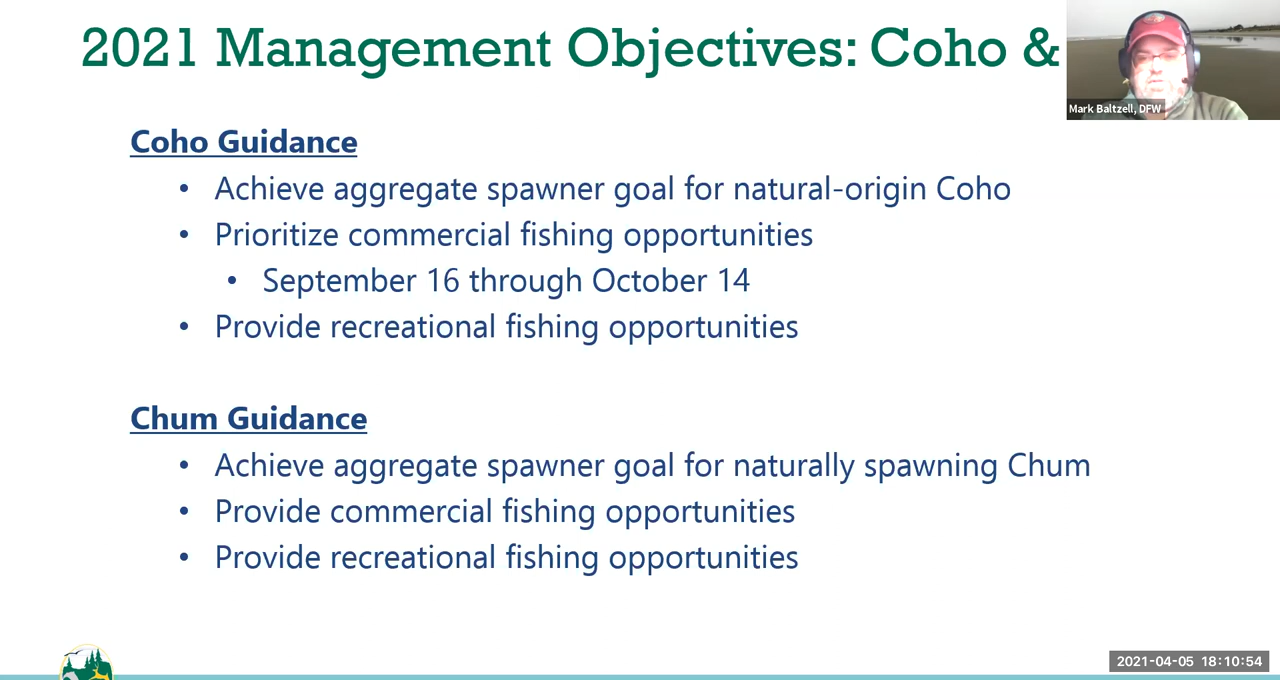 2021 Management Objectives: Coho &
Mark Baltzell, DFW
Coho Guidance
• Achieve aggregate spawner goal for natural-origin Coho
• Prioritize commercial fishing opportunities
• September 16 through October 14
• Provide recreational fishing opportunities
Chum Guidance
• Achieve aggregate spawner goal for naturally spawning Chum
• Provide commercial fishing opportunities
• Provide recreational fishing opportunities
2021-04-05 18:10:54